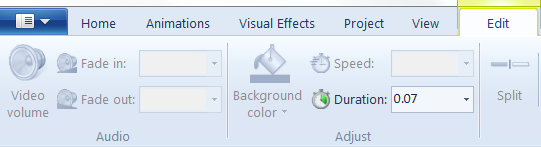 Home Animations Visual Effects Project View Edit
Video volume
Fade in:
Fade out:
Audio
Background color
Speed:
Duration: 0.07
Adjust
Split